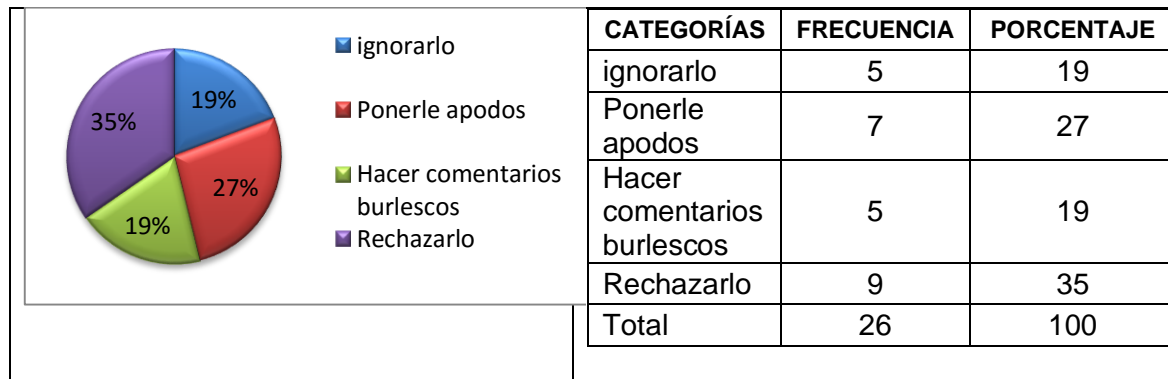 19%
27%
19%
35%
ignorarlo
Ponerle apodos
Hacer comentarios
burlescos
Rechazarlo
CATEGORÍAS FRECUENCIA PORCENTAJE
ignorarlo 5 19
Ponerle
apodos 7 27
Hacer
comentarios 5 19
burlescos
Rechazarlo 9 35
Total 26 100